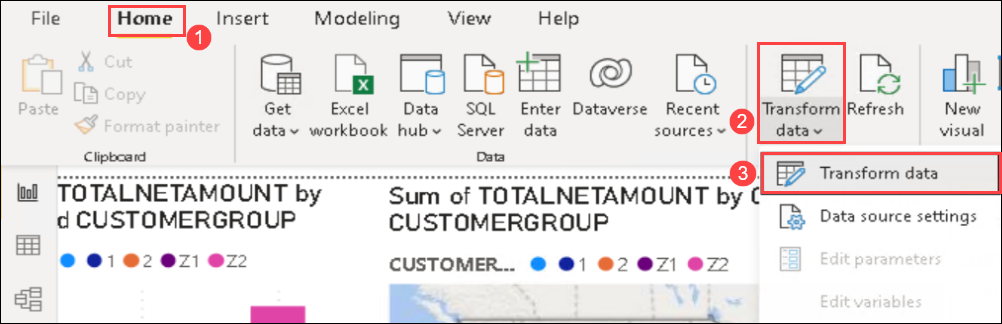 File Home Insert Modeling View Help
1
Paste
Cut
Copy
Format painter
Clipboard
Get
data
Excel
workbook
Data
hub
SQL
Server
Enter
data
Dataverse
Recent
sources
Data
2
Transform
data
Refresh
New
visual
3
Transform data
Data source settings
Edit parameters
Edit variables
TOTALNETAMOUNT by
d CUSTOMERGROUP
1 2 Z1 Z2
Sum of TOTALNETAMOUNT by C
CUSTOMERGROUP
CUSTOMER... 1 2 Z1 Z2